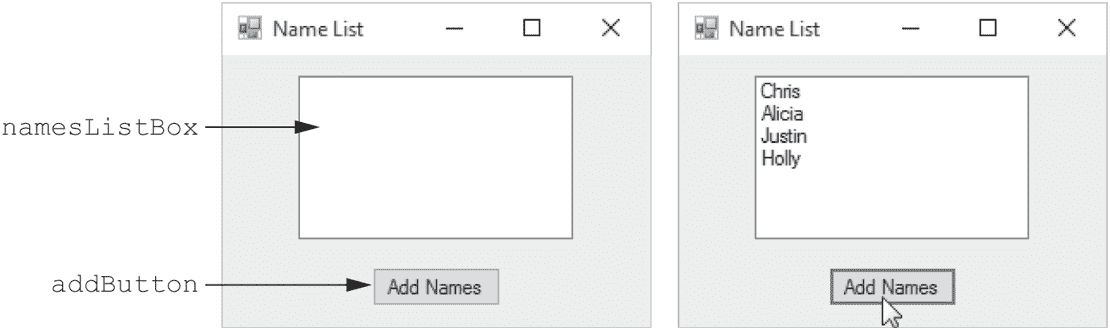 Name List
namesListBox
addButton
Add Names
Name List
Chris
Alicia
Justin
Holly
Add Names